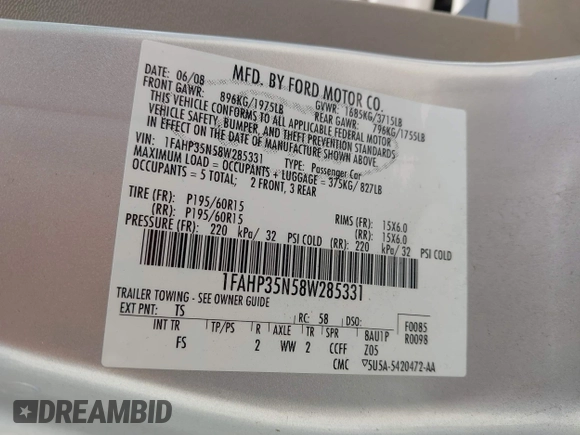 MFD. BY FORD MOTOR CO.
DATE: 06/08
GVWR: 1685KG/3715LB
FRONT GAWR: 896KG/1975LB
REAR GAWR: 796KG/1755LB
THIS VEHICLE CONFORMS TO ALL APPLICABLE FEDERAL MOTOR
VEHICLE SAFETY, BUMPER, AND THEFT PREVENTION STANDARDS
IN EFFECT ON THE DATE OF MANUFACTURE SHOWN ABOVE.
VIN: 1FAHP35N58W285331 TYPE: Passenger Car
MAXIMUM LOAD = OCCUPANTS + LUGGAGE = 375KG/ 827LB
OCCUPANTS = 5 TOTAL; 2 FRONT, 3 REAR
TIRE (FR): P195/60R15 RIMS (FR): 15X6.0
(RR): P195/60R15 (RR): 15X6.0
PRESSURE (FR): 220 kPa/ 32 PSI COLD (RR): 220 kPa/ 32 PSI COLD
1FAHP35N58W285331
TRAILER TOWING - SEE OWNER GUIDE
EXT PNT: TS RC: 58 DSO: F0085
INT TR TP/PS R AXLE TR SPR BAU1P R0098
FS 2 WW 2 CCFF Z05
CMC ▽5U5A-5420472-AA
DREAMBID